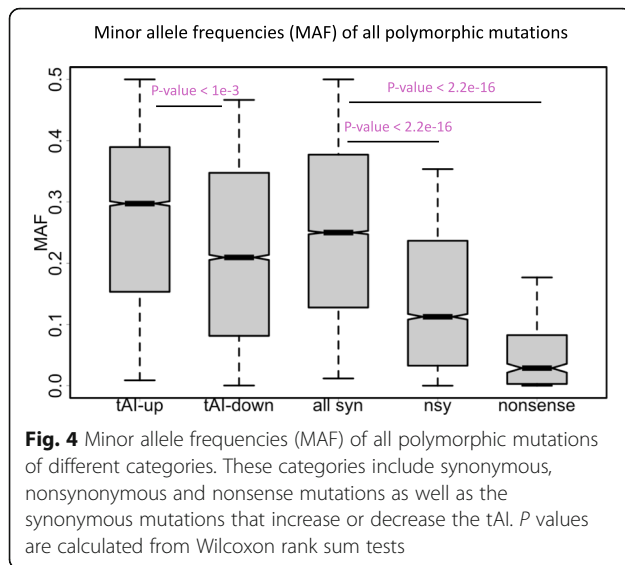 Minor allele frequencies (MAF) of all polymorphic mutations
P-value < 1e-3
P-value < 2.2e-16
P-value < 2.2e-16
MAF
0.5
0.4
0.3
0.2
0.1
0.0
tAI-up tAI-down all syn nsy nonsense
Fig. 4 Minor allele frequencies (MAF) of all polymorphic mutations
of different categories. These categories include synonymous,
nonsynonymous and nonsense mutations as well as the
synonymous mutations that increase or decrease the tAI. P values
are calculated from Wilcoxon rank sum tests